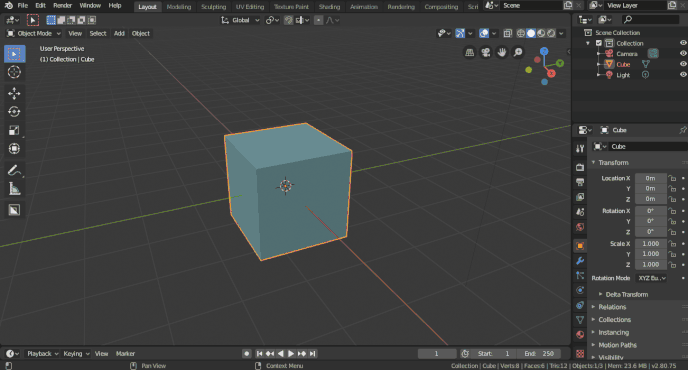 File Edit Render Window Help Layout Modeling Sculpting UV Editing Texture Paint Shading Animation Rendering Compositing Scene View Layer
Global
Object Mode View Select Add Object
User Perspective
(1) Collection | Cube
Scene Collection
Collection
Camera
Cube
Light
Cube
Cube
Transform
Location X 0m
Y 0m
Z 0m
Rotation X 0°
Y 0°
Z 0°
Scale X 1.000
Y 1.000
Z 1.000
Rotation Mode XYZ Eu..
Delta Transform
Relations
Collections
Instancing
Motion Paths
Visibility
Playback Keying View Marker 1 Start: 1 End: 250
Pan View Context Menu Collection | Cube | Verts:8 | Faces:6 | Tris:12 | Objects:1/3 | Mem: 23.6 MB | v2.80.75